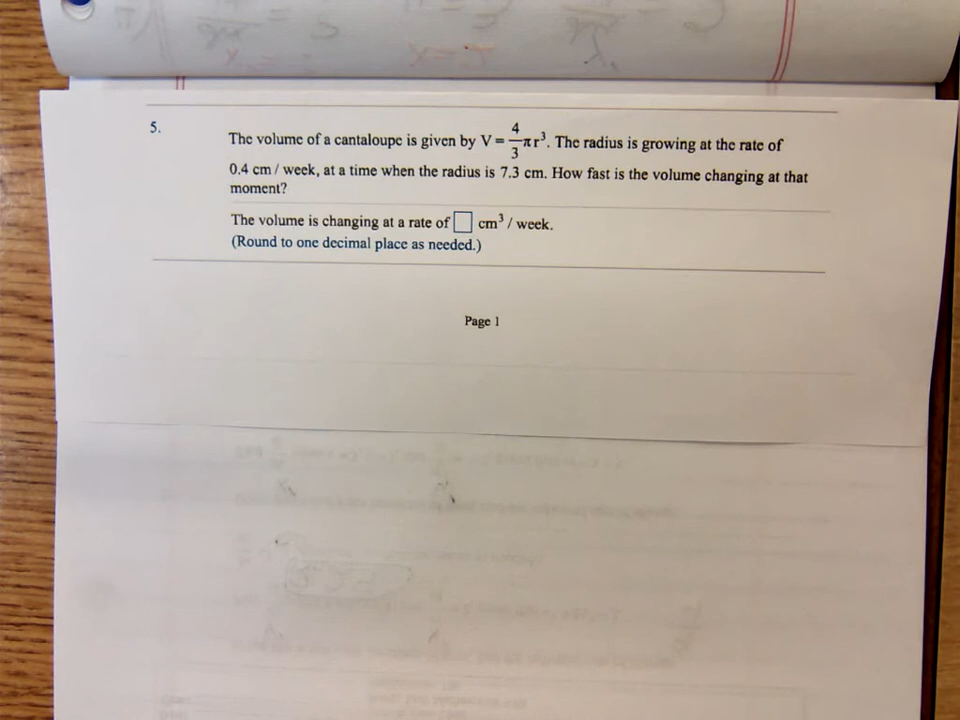 5.
The volume of a cantaloupe is given by V = 4/3 πr³. The radius is growing at the rate of
0.4 cm / week, at a time when the radius is 7.3 cm. How fast is the volume changing at that
moment?
The volume is changing at a rate of □ cm³ / week.
(Round to one decimal place as needed.)
Page 1